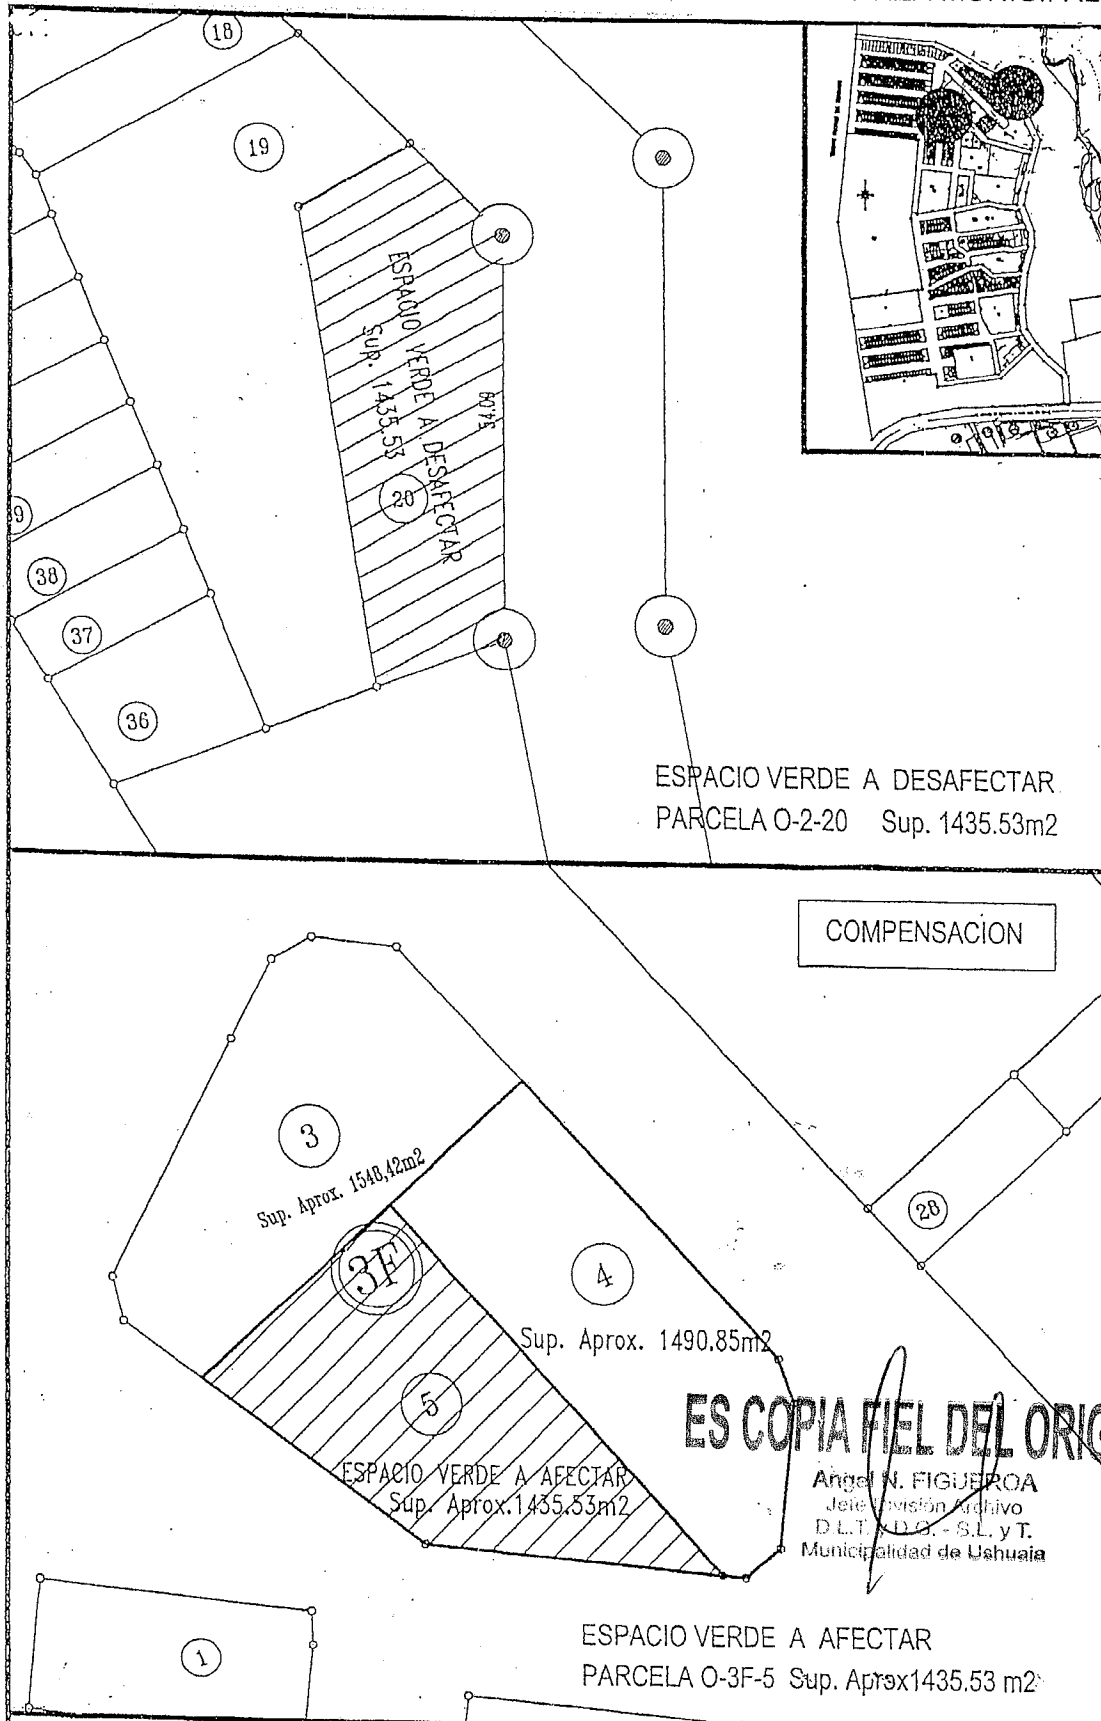 18
19
ESPACIO VERDE A DESAFECTAR
Sup. 1435.53
34.09
20
9
38
37
36
ESPACIO VERDE A DESAFECTAR
PARCELA O-2-20 Sup. 1435.53m2
COMPENSACION
3
Sup. Aprox. 1548,42m2
3F
28
4
Sup. Aprox. 1490.85m2
5
ESPACIO VERDE A AFECTAR
Sup. Aprox.1435.53m2
ES COPIA FIEL DEL ORIG
Angel N. FIGUEROA
Jefe División Archivo
D.L.T. y D.G. - S.L. y T.
Municipalidad de Ushuaia
1
ESPACIO VERDE A AFECTAR
PARCELA O-3F-5 Sup. Aprox1435.53 m2